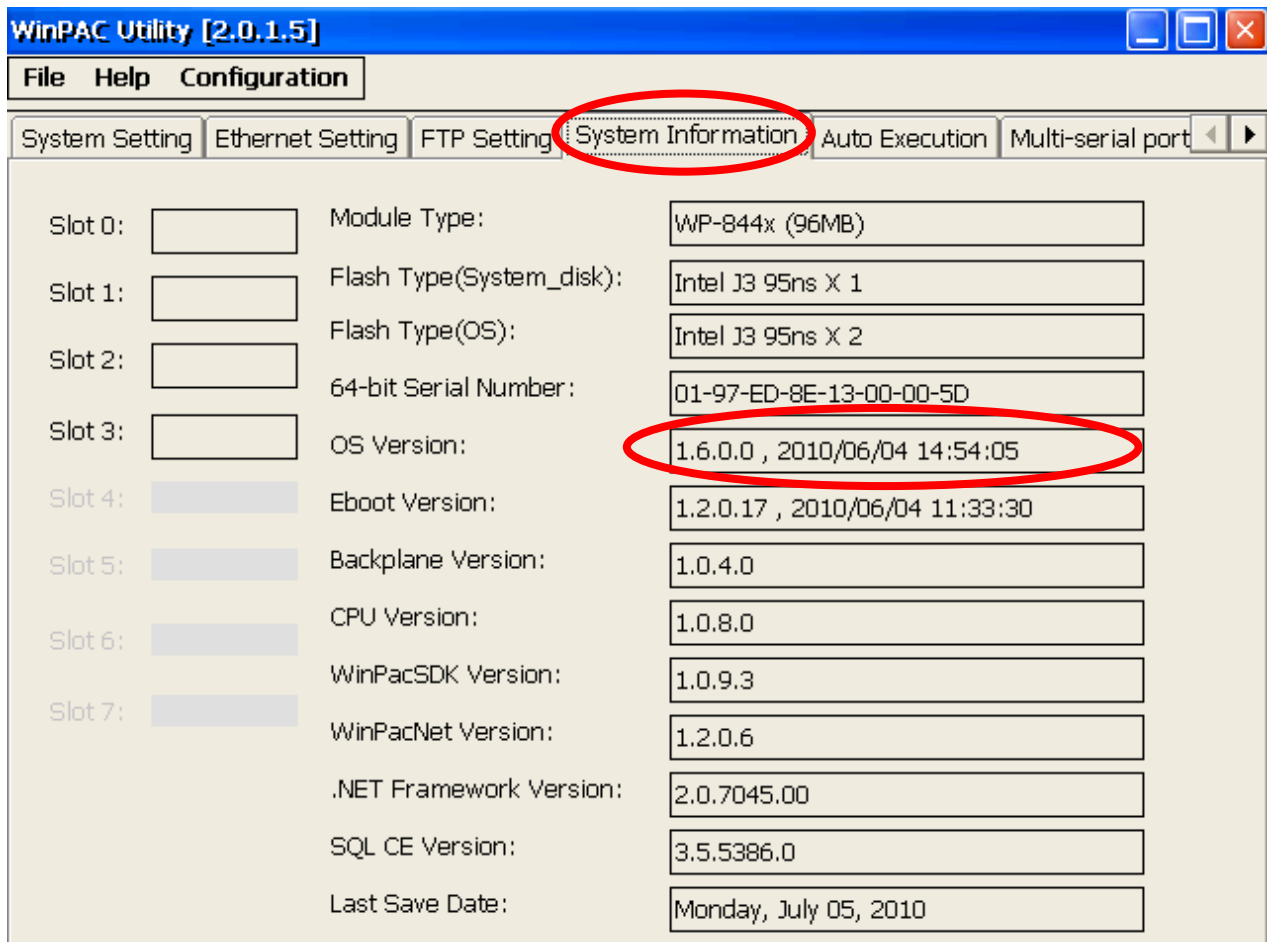 WinPAC Utility [2.0.1.5]
File Help Configuration
System Setting Ethernet Setting FTP Setting System Information Auto Execution Multi-serial port
Slot 0:
Slot 1:
Slot 2:
Slot 3:
Slot 4:
Slot 5:
Slot 6:
Slot 7:
Module Type: WP-844x (96MB)
Flash Type(System_disk): Intel J3 95ns X 1
Flash Type(OS): Intel J3 95ns X 2
64-bit Serial Number: 01-97-ED-8E-13-00-00-5D
OS Version: 1.6.0.0 , 2010/06/04 14:54:05
Eboot Version: 1.2.0.17 , 2010/06/04 11:33:30
Backplane Version: 1.0.4.0
CPU Version: 1.0.8.0
WinPacSDK Version: 1.0.9.3
WinPacNet Version: 1.2.0.6
.NET Framework Version: 2.0.7045.00
SQL CE Version: 3.5.5386.0
Last Save Date: Monday, July 05, 2010